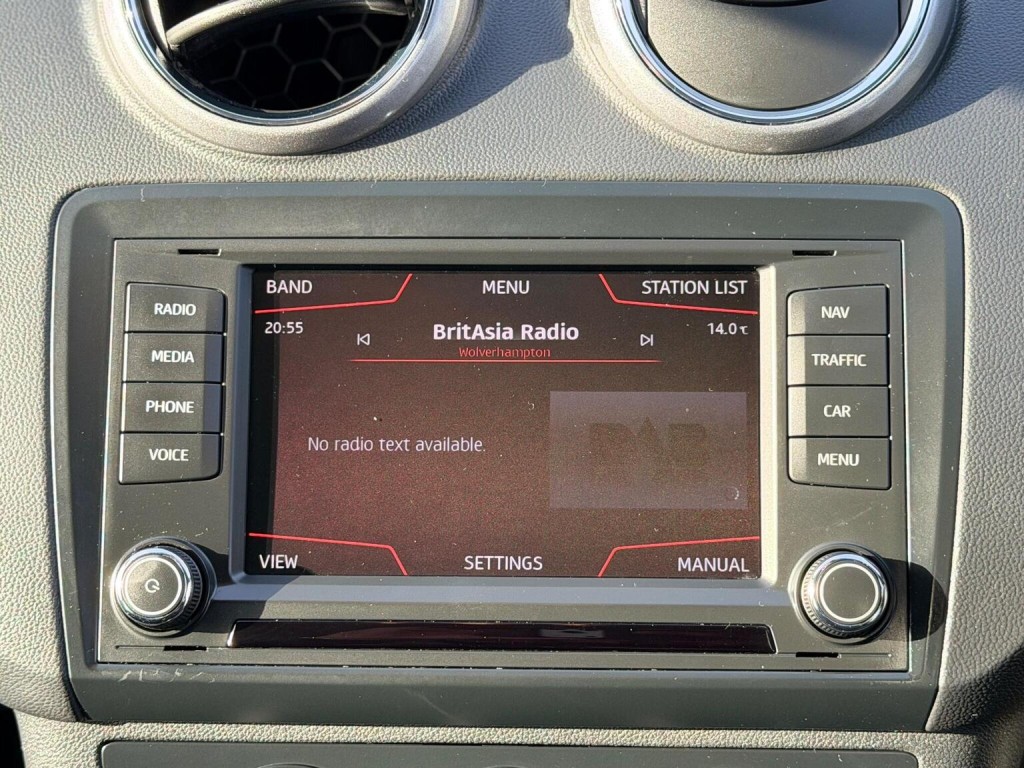 BAND MENU STATION LIST
RADIO
NAV
20:55 BritAsia Radio 14.0 °C
Wolverhampton
MEDIA
TRAFFIC
PHONE
CAR
No radio text available.
DAB
VOICE
MENU
VIEW SETTINGS MANUAL